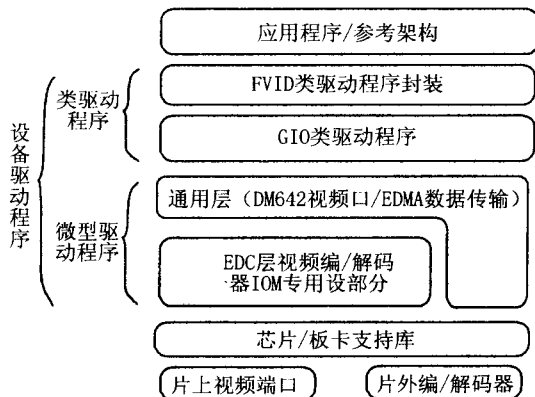 应用程序/参考架构
FVID类驱动程序封装
GIO类驱动程序
类驱动
程序
设备驱动程序
通用层（DM642视频口/EDMA数据传输）
微型驱
动程序
EDC层视频编/解码
器IOM专用设部分
芯片/板卡支持库
片上视频端口
片外编/解码器